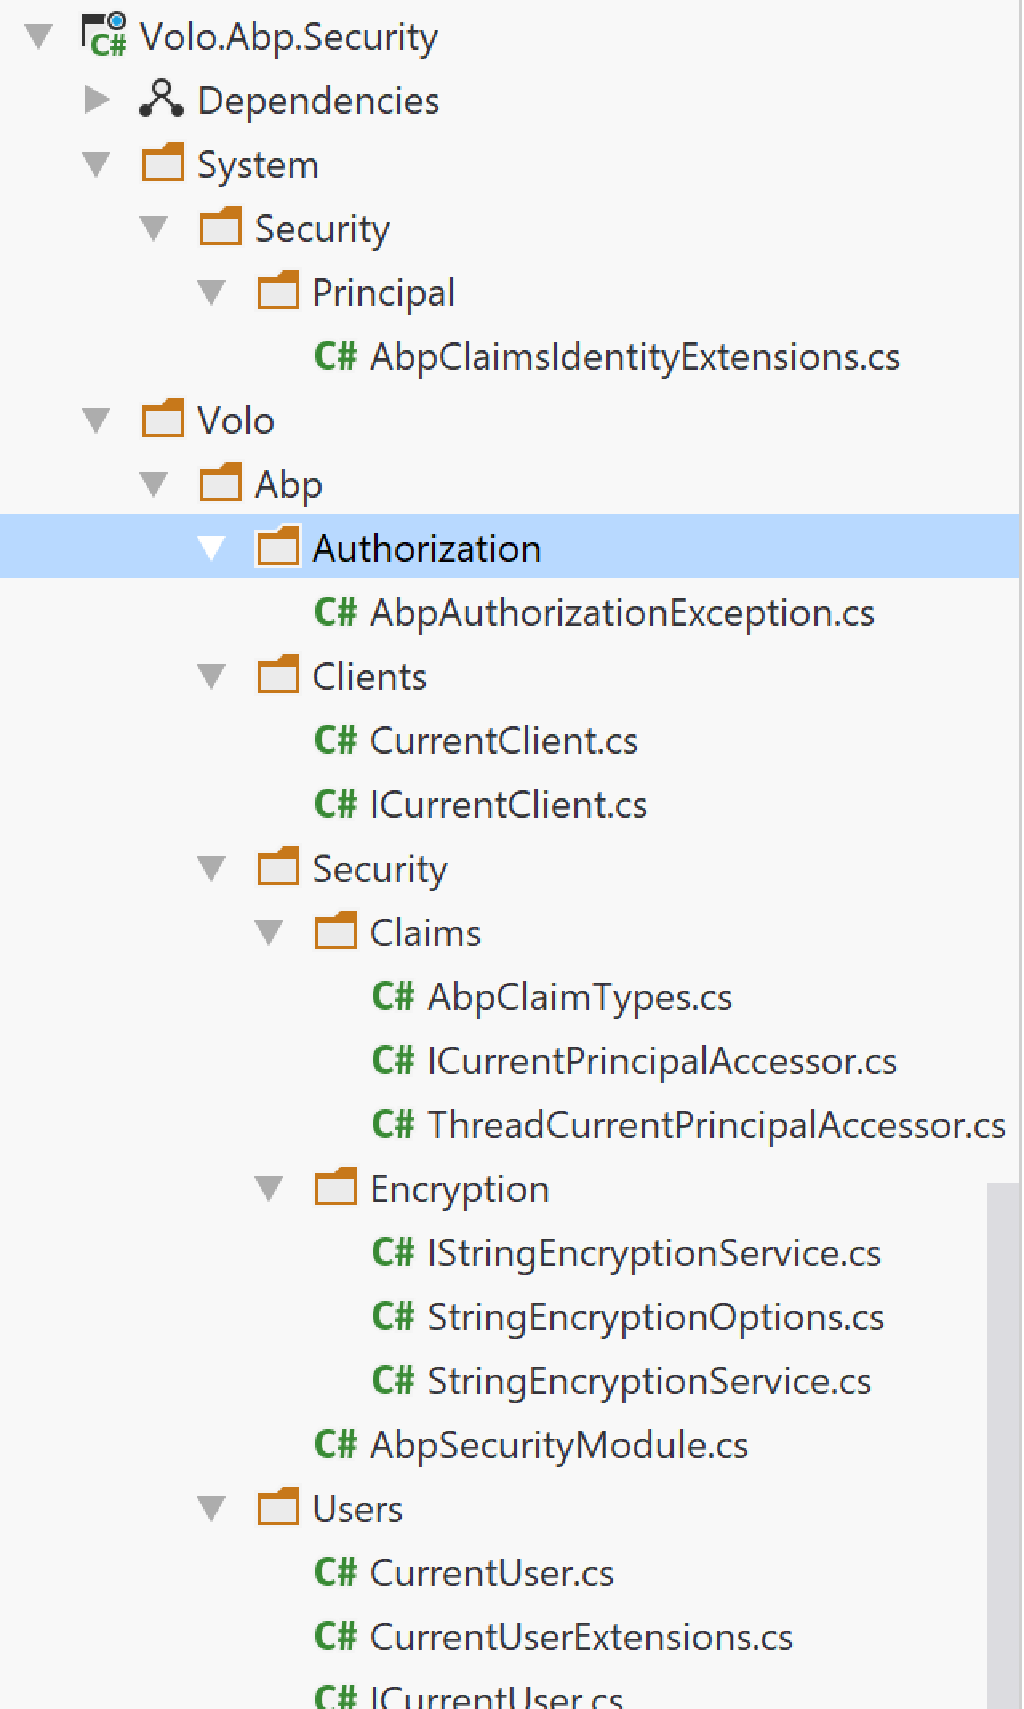 C# Volo.Abp.Security
Dependencies
System
Security
Principal
C# AbpClaimsIdentityExtensions.cs
Volo
Abp
Authorization
C# AbpAuthorizationException.cs
Clients
C# CurrentClient.cs
C# ICurrentClient.cs
Security
Claims
C# AbpClaimTypes.cs
C# ICurrentPrincipalAccessor.cs
C# ThreadCurrentPrincipalAccessor.cs
Encryption
C# IStringEncryptionService.cs
C# StringEncryptionOptions.cs
C# StringEncryptionService.cs
C# AbpSecurityModule.cs
Users
C# CurrentUser.cs
C# CurrentUserExtensions.cs
C# ICurrentUser.cs